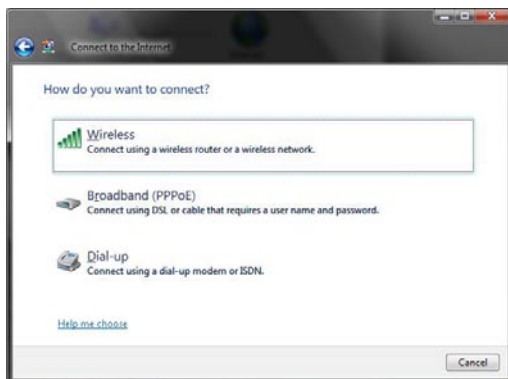 Connect to the Internet
How do you want to connect?
Wireless
Connect using a wireless router or a wireless network.
Broadband (PPPoE)
Connect using DSL or cable that requires a user name and password.
Dial-up
Connect using a dial-up modem or ISDN.
Help me choose
Cancel